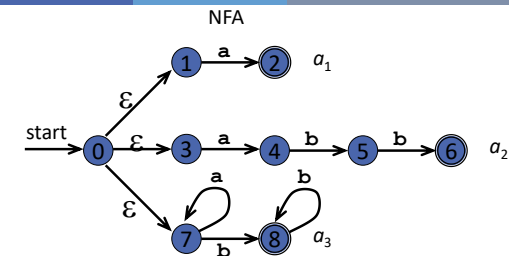 NFA
1 a 2 a1
ε
start 0 ε 3 a 4 b 5 b 6 a2
ε
a b
7 b 8 a3